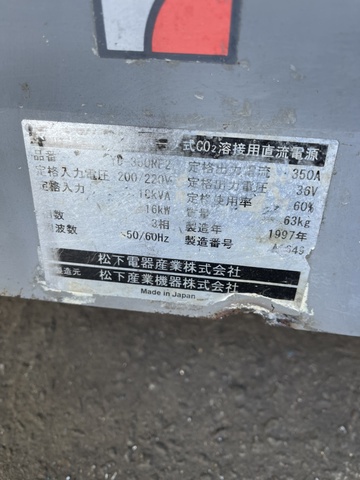 式CO₂溶接用直流電源
品番 定格出力電流 350A
定格入力電圧 200/220V 定格出力電圧 36V
定格入力 18kVA 定格使用率 60%
16kW 質量 63kg
相数 3相 製造年 1997年
周波数 50/60Hz 製造番号
松下電器産業株式会社
製造元 松下産業機器株式会社
Made in Japan